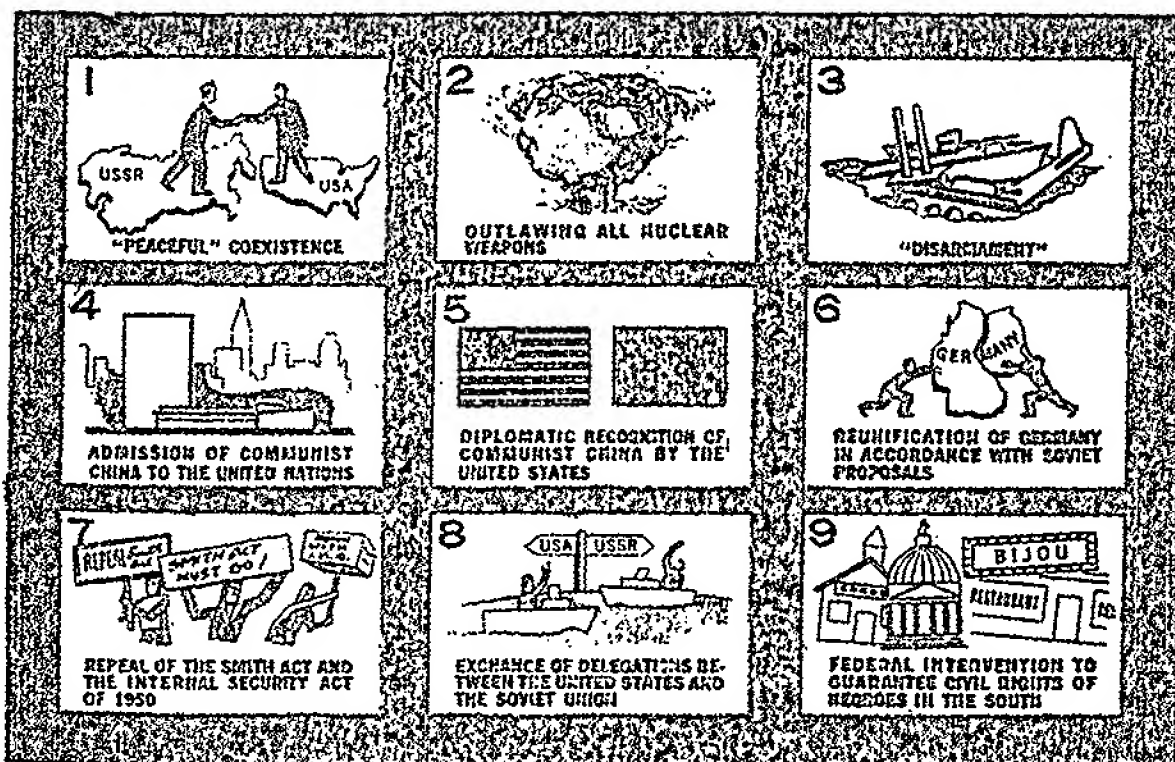 1
USSR
USA
"PEACEFUL" COEXISTENCE
2
OUTLAWING ALL NUCLEAR
WEAPONS
3
"DISARMAMENT"
4
ADMISSION OF COMMUNIST
CHINA TO THE UNITED NATIONS
5
DIPLOMATIC RECOGNITION OF
COMMUNIST CHINA BY THE
UNITED STATES
6
GERMANY
REUNIFICATION OF GERMANY
IN ACCORDANCE WITH SOVIET
PROPOSALS
7
REPEAL
SMITH ACT
MUST GO!
REPEAL OF THE SMITH ACT AND
THE INTERNAL SECURITY ACT
OF 1950
8
USA USSR
EXCHANGE OF DELEGATIONS BE-
TWEEN THE UNITED STATES AND
THE SOVIET UNION
9
BIJOU
RESTAURANT
FEDERAL INTERVENTION TO
GUARANTEE CIVIL RIGHTS OF
NEGROES IN THE SOUTH